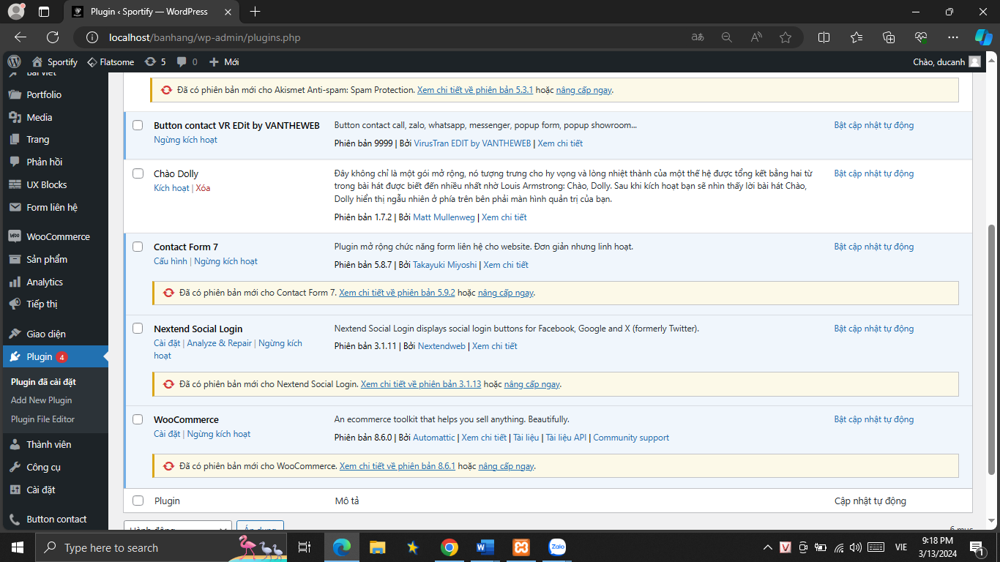 Plugin ‹ Sportify — WordPress
localhost/banhang/wp-admin/plugins.php
Sportify
Flatsome
5
0
Mới
Chào, ducanh
Bài viết
Portfolio
Media
Trang
Phản hồi
UX Blocks
Form liên hệ
WooCommerce
Sản phẩm
Analytics
Tiếp thị
Giao diện
Plugin 4
Plugin đã cài đặt
Add New Plugin
Plugin File Editor
Thành viên
Công cụ
Cài đặt
Button contact
Đã có phiên bản mới cho Akismet Anti-spam: Spam Protection. Xem chi tiết về phiên bản 5.3.1 hoặc nâng cấp ngay.
Button contact VR EDit by VANTHEWEB
Ngừng kích hoạt
Button contact call, zalo, whatsapp, messenger, popup form, popup showroom...
Phiên bản 9999 | Bởi VirusTran EDIT by VANTHEWEB | Xem chi tiết
Bật cập nhật tự động
Chào Dolly
Kích hoạt | Xóa
Đây không chỉ là một gói mở rộng, nó tượng trưng cho hy vọng và lòng nhiệt thành của một thế hệ được tổng kết bằng hai từ
trong bài hát được biết đến nhiều nhất nhờ Louis Armstrong: Chào, Dolly. Sau khi kích hoạt bạn sẽ nhìn thấy lời bài hát Chào,
Dolly hiển thị ngẫu nhiên ở phía trên bên phải màn hình quản trị của bạn.
Phiên bản 1.7.2 | Bởi Matt Mullenweg | Xem chi tiết
Bật cập nhật tự động
Contact Form 7
Cấu hình | Ngừng kích hoạt
Plugin mở rộng chức năng form liên hệ cho website. Đơn giản nhưng linh hoạt.
Phiên bản 5.8.7 | Bởi Takayuki Miyoshi | Xem chi tiết
Bật cập nhật tự động
Đã có phiên bản mới cho Contact Form 7. Xem chi tiết về phiên bản 5.9.2 hoặc nâng cấp ngay.
Nextend Social Login
Cài đặt | Analyze & Repair | Ngừng kích
hoạt
Nextend Social Login displays social login buttons for Facebook, Google and X (formerly Twitter).
Phiên bản 3.1.11 | Bởi Nextendweb | Xem chi tiết
Bật cập nhật tự động
Đã có phiên bản mới cho Nextend Social Login. Xem chi tiết về phiên bản 3.1.13 hoặc nâng cấp ngay.
WooCommerce
Cài đặt | Ngừng kích hoạt
An ecommerce toolkit that helps you sell anything. Beautifully.
Phiên bản 8.6.0 | Bởi Automattic | Xem chi tiết | Tài liệu | Tài liệu API | Community support
Bật cập nhật tự động
Đã có phiên bản mới cho WooCommerce. Xem chi tiết về phiên bản 8.6.1 hoặc nâng cấp ngay.
Plugin
Mô tả
Cập nhật tự động
Hành động
Áp dụng
6 mục
Type here to search
Zalo
VIE
9:18 PM
3/13/2024
1